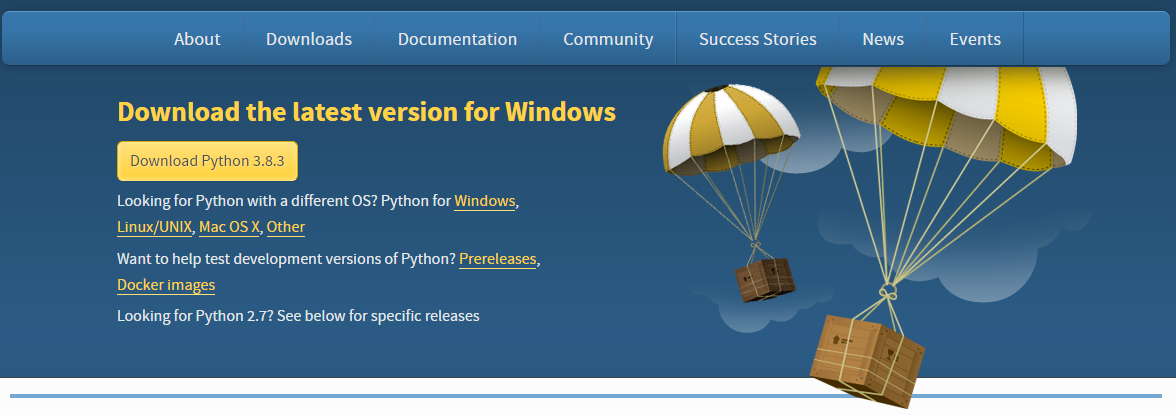 About Downloads Documentation Community Success Stories News Events
Download the latest version for Windows
Download Python 3.8.3
Looking for Python with a different OS? Python for Windows,
Linux/UNIX, Mac OS X, Other
Want to help test development versions of Python? Prereleases,
Docker images
Looking for Python 2.7? See below for specific releases